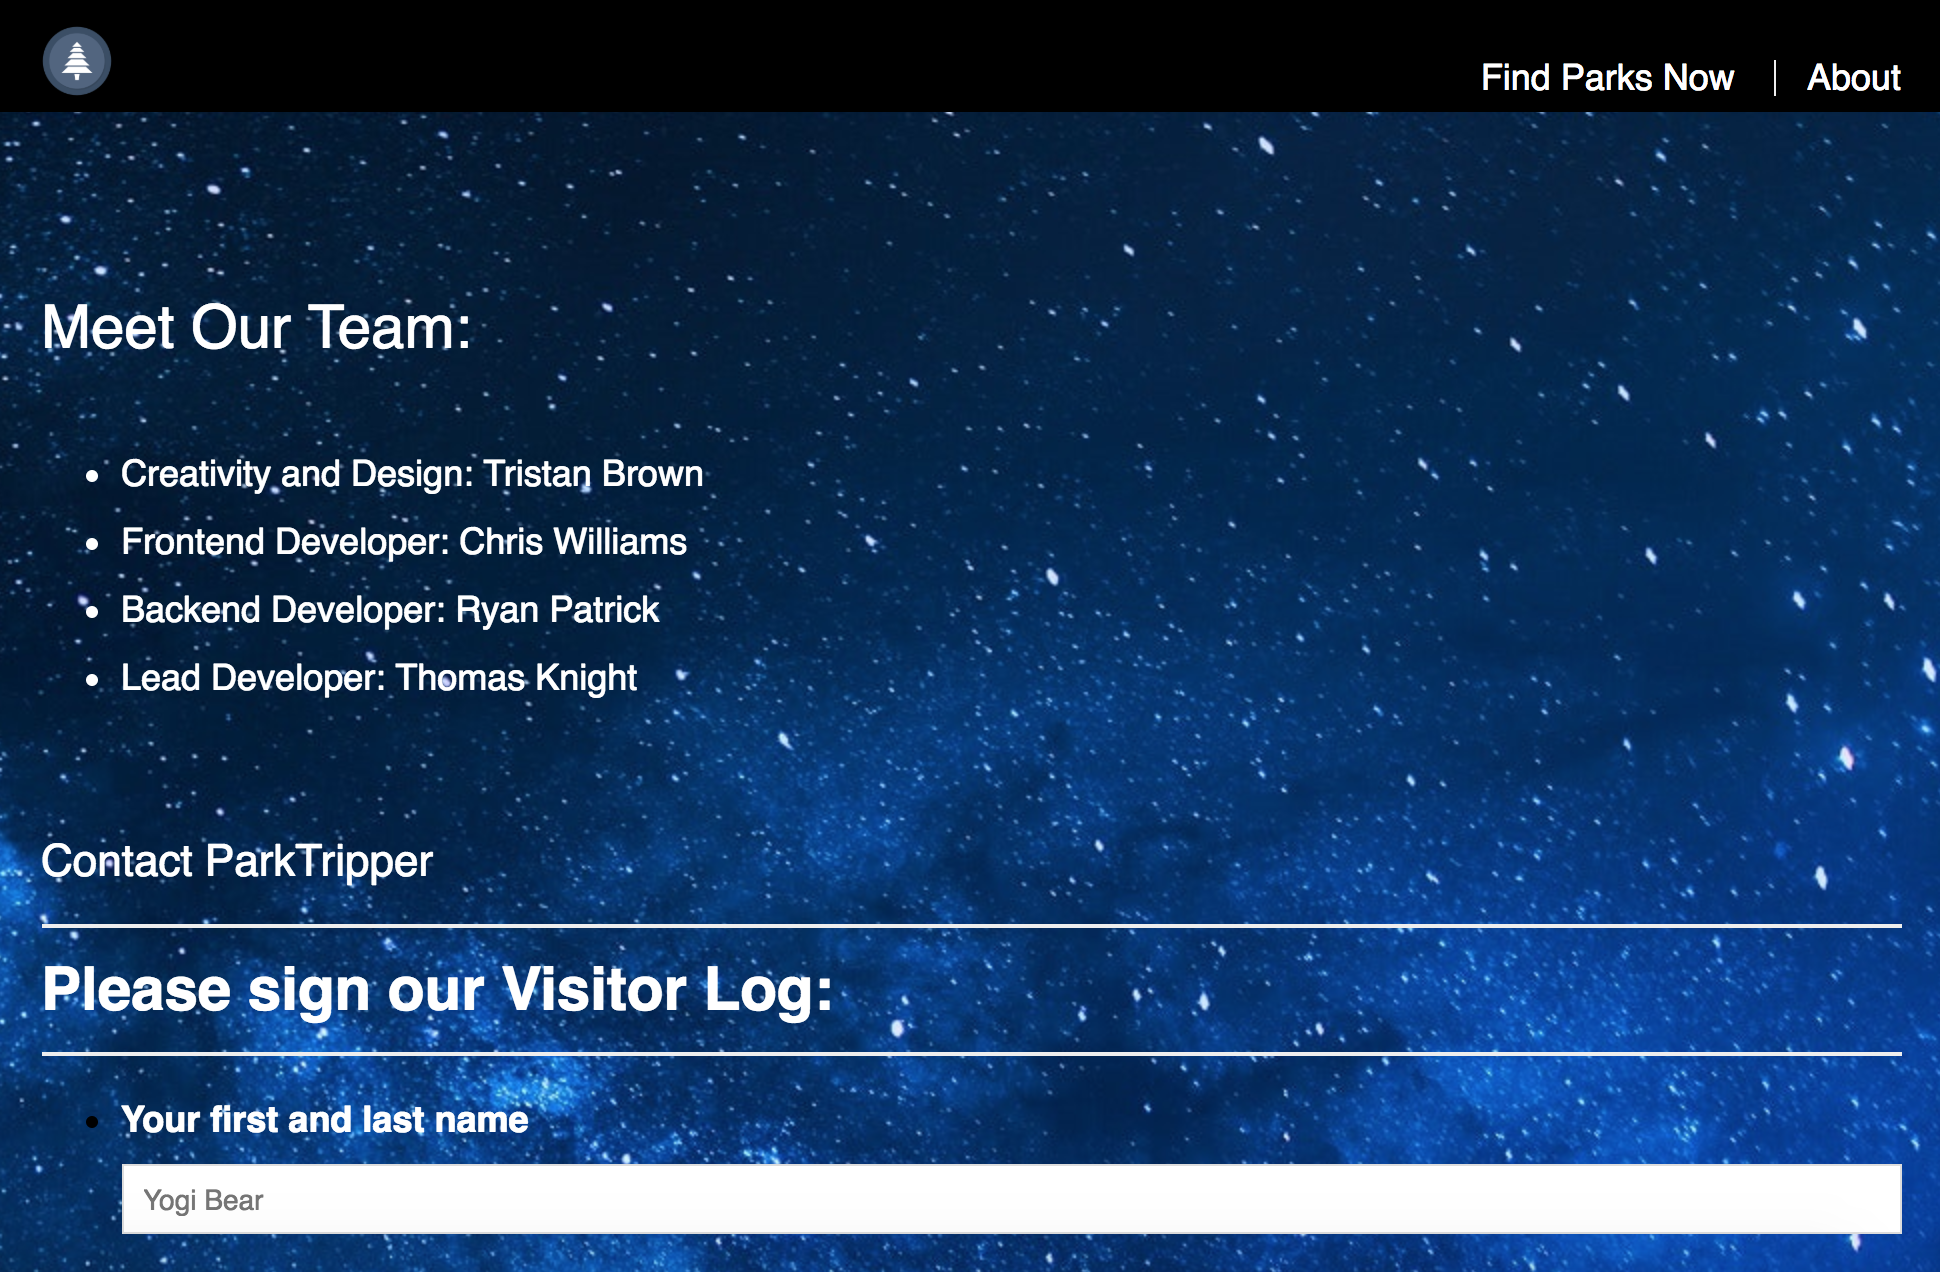 Find Parks Now | About
Meet Our Team:
• Creativity and Design: Tristan Brown
• Frontend Developer: Chris Williams
• Backend Developer: Ryan Patrick
• Lead Developer: Thomas Knight
Contact ParkTripper
Please sign our Visitor Log:
• Your first and last name
Yogi Bear